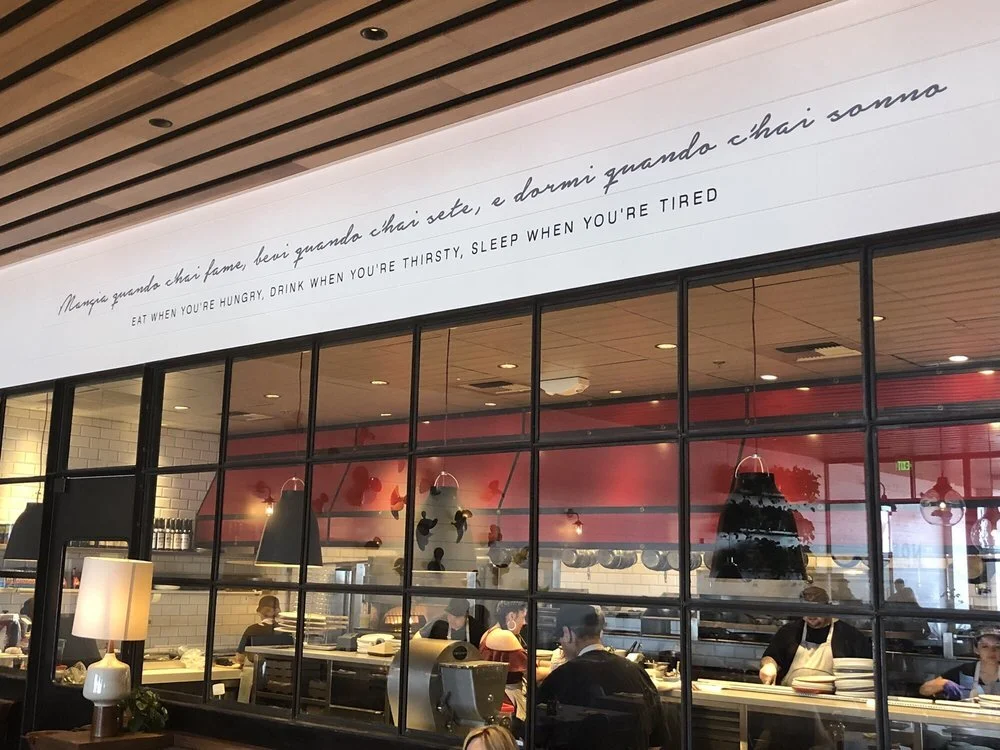 Mangia quando c'hai fame, bevi quando c'hai sete, e dormi quando c'hai sonno
EAT WHEN YOU'RE HUNGRY, DRINK WHEN YOU'RE THIRSTY, SLEEP WHEN YOU'RE TIRED